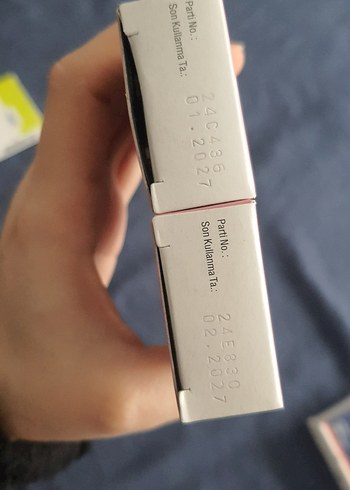 Parti No.:
Son Kullanma Ta.:
24C436
01.2027
Parti No.:
Son Kullanma Ta.:
24E839
02.2027